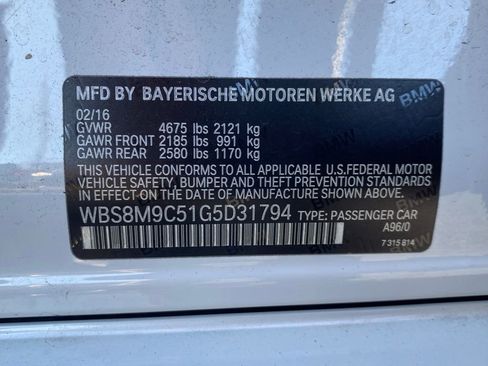 MFD BY BAYERISCHE MOTOREN WERKE AG
02/16
GVWR 4675 lbs 2121 kg
GAWR FRONT 2185 lbs 991 kg
GAWR REAR 2580 lbs 1170 kg
THIS VEHICLE CONFORMS TO ALL APPLICABLE U.S.FEDERAL MOTOR
VEHICLE SAFETY, BUMPER, AND THEFT PREVENTION STANDARDS
IN EFFECT ON THE DATE OF MANUFACTURE SHOWN ABOVE.
WBS8M9C51G5D31794 TYPE: PASSENGER CAR
A96/0
7 315 814
BMW
BMW